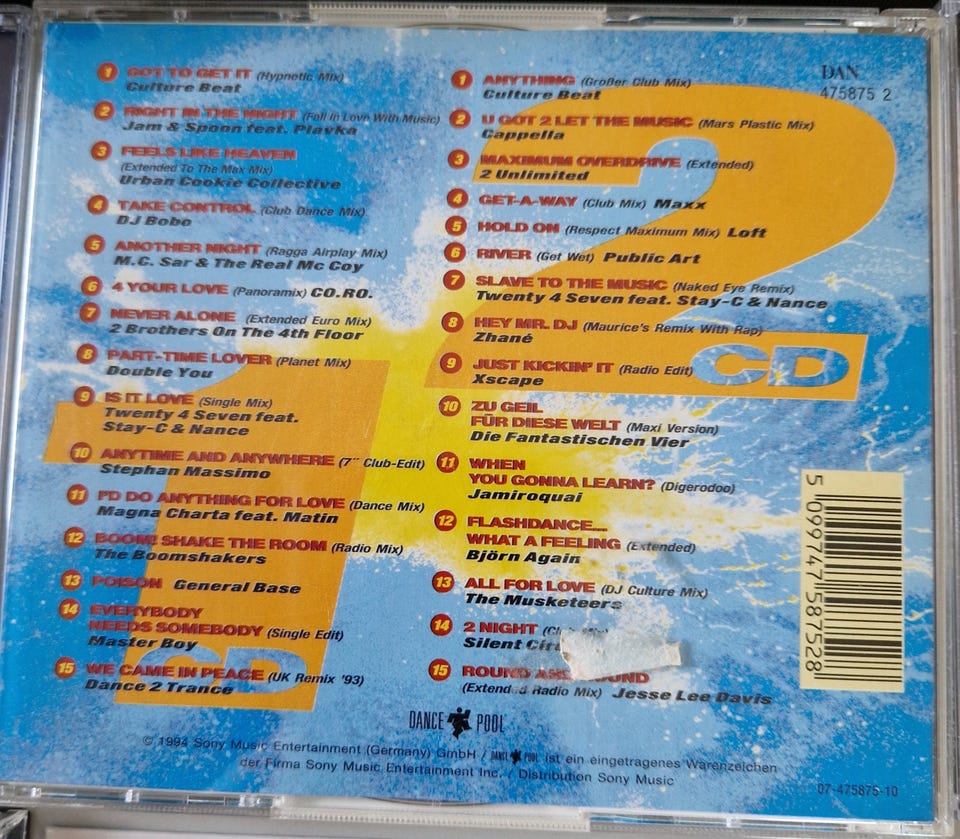 1 GOT TO GET IT (Hypnotic Mix)
Culture Beat
2 RIGHT IN THE NIGHT (Fall In Love With Music)
Jam & Spoon feat. Plavka
3 FEELS LIKE HEAVEN
(Extended To The Max Mix)
Urban Cookie Collective
4 TAKE CONTROL (Club Dance Mix)
DJ Bobo
5 ANOTHER NIGHT (Ragga Airplay Mix)
M.C. Sar & The Real Mc Coy
6 4 YOUR LOVE (Panoramix) CO.RO.
7 NEVER ALONE (Extended Euro Mix)
2 Brothers On The 4th Floor
8 PART-TIME LOVER (Planet Mix)
Double You
9 IS IT LOVE (Single Mix)
Twenty 4 Seven feat.
Stay-C & Nance
10 ANYTIME AND ANYWHERE (7" Club-Edit)
Stephan Massimo
11 I'D DO ANYTHING FOR LOVE (Dance Mix)
Magna Charta feat. Matin
12 BOOM! SHAKE THE ROOM (Radio Mix)
The Boomshakers
13 POISON General Base
14 EVERYBODY
NEEDS SOMEBODY (Single Edit)
Master Boy
15 WE CAME IN PEACE (UK Remix '93)
Dance 2 Trance
1
CD
1 ANYTHING (Großer Club Mix)
Culture Beat
2 U GOT 2 LET THE MUSIC (Mars Plastic Mix)
Cappella
3 MAXIMUM OVERDRIVE (Extended)
2 Unlimited
4 GET-A-WAY (Club Mix) Maxx
5 HOLD ON (Respect Maximum Mix) Loft
6 RIVER (Get Wet) Public Art
7 SLAVE TO THE MUSIC (Naked Eye Remix)
Twenty 4 Seven feat. Stay-C & Nance
8 HEY MR. DJ (Maurice's Remix With Rap)
Zhané
9 JUST KICKIN' IT (Radio Edit)
Xscape
10 ZU GEIL
FÜR DIESE WELT (Maxi Version)
Die Fantastischen Vier
11 WHEN
YOU GONNA LEARN? (Digerodoo)
Jamiroquai
12 FLASHDANCE...
WHAT A FEELING (Extended)
Björn Again
13 ALL FOR LOVE (DJ Culture Mix)
The Musketeers
14 2 NIGHT
Silent
15 ROUND
(Extended Radio Mix) Jesse Lee Davis
2
CD
DAN
475875 2
5 099747 587528
DANCE POOL
© 1994 Sony Music Entertainment (Germany) GmbH / DANCE POOL ist ein eingetragenes Warenzeichen
der Firma Sony Music Entertainment Inc. / Distribution Sony Music
07-475875-10